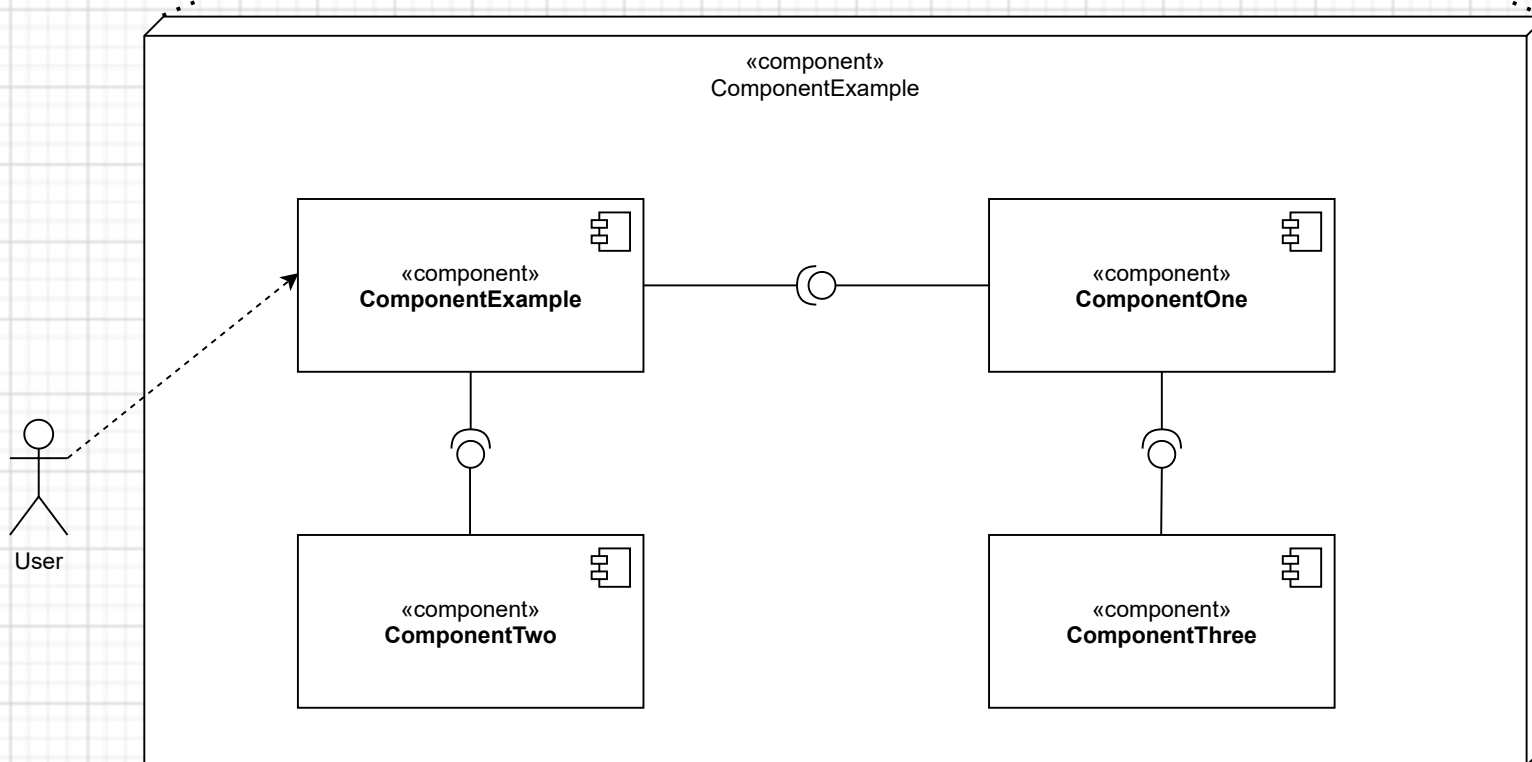 «component»
ComponentExample
«component»
ComponentExample
«component»
ComponentOne
User
«component»
ComponentTwo
«component»
ComponentThree